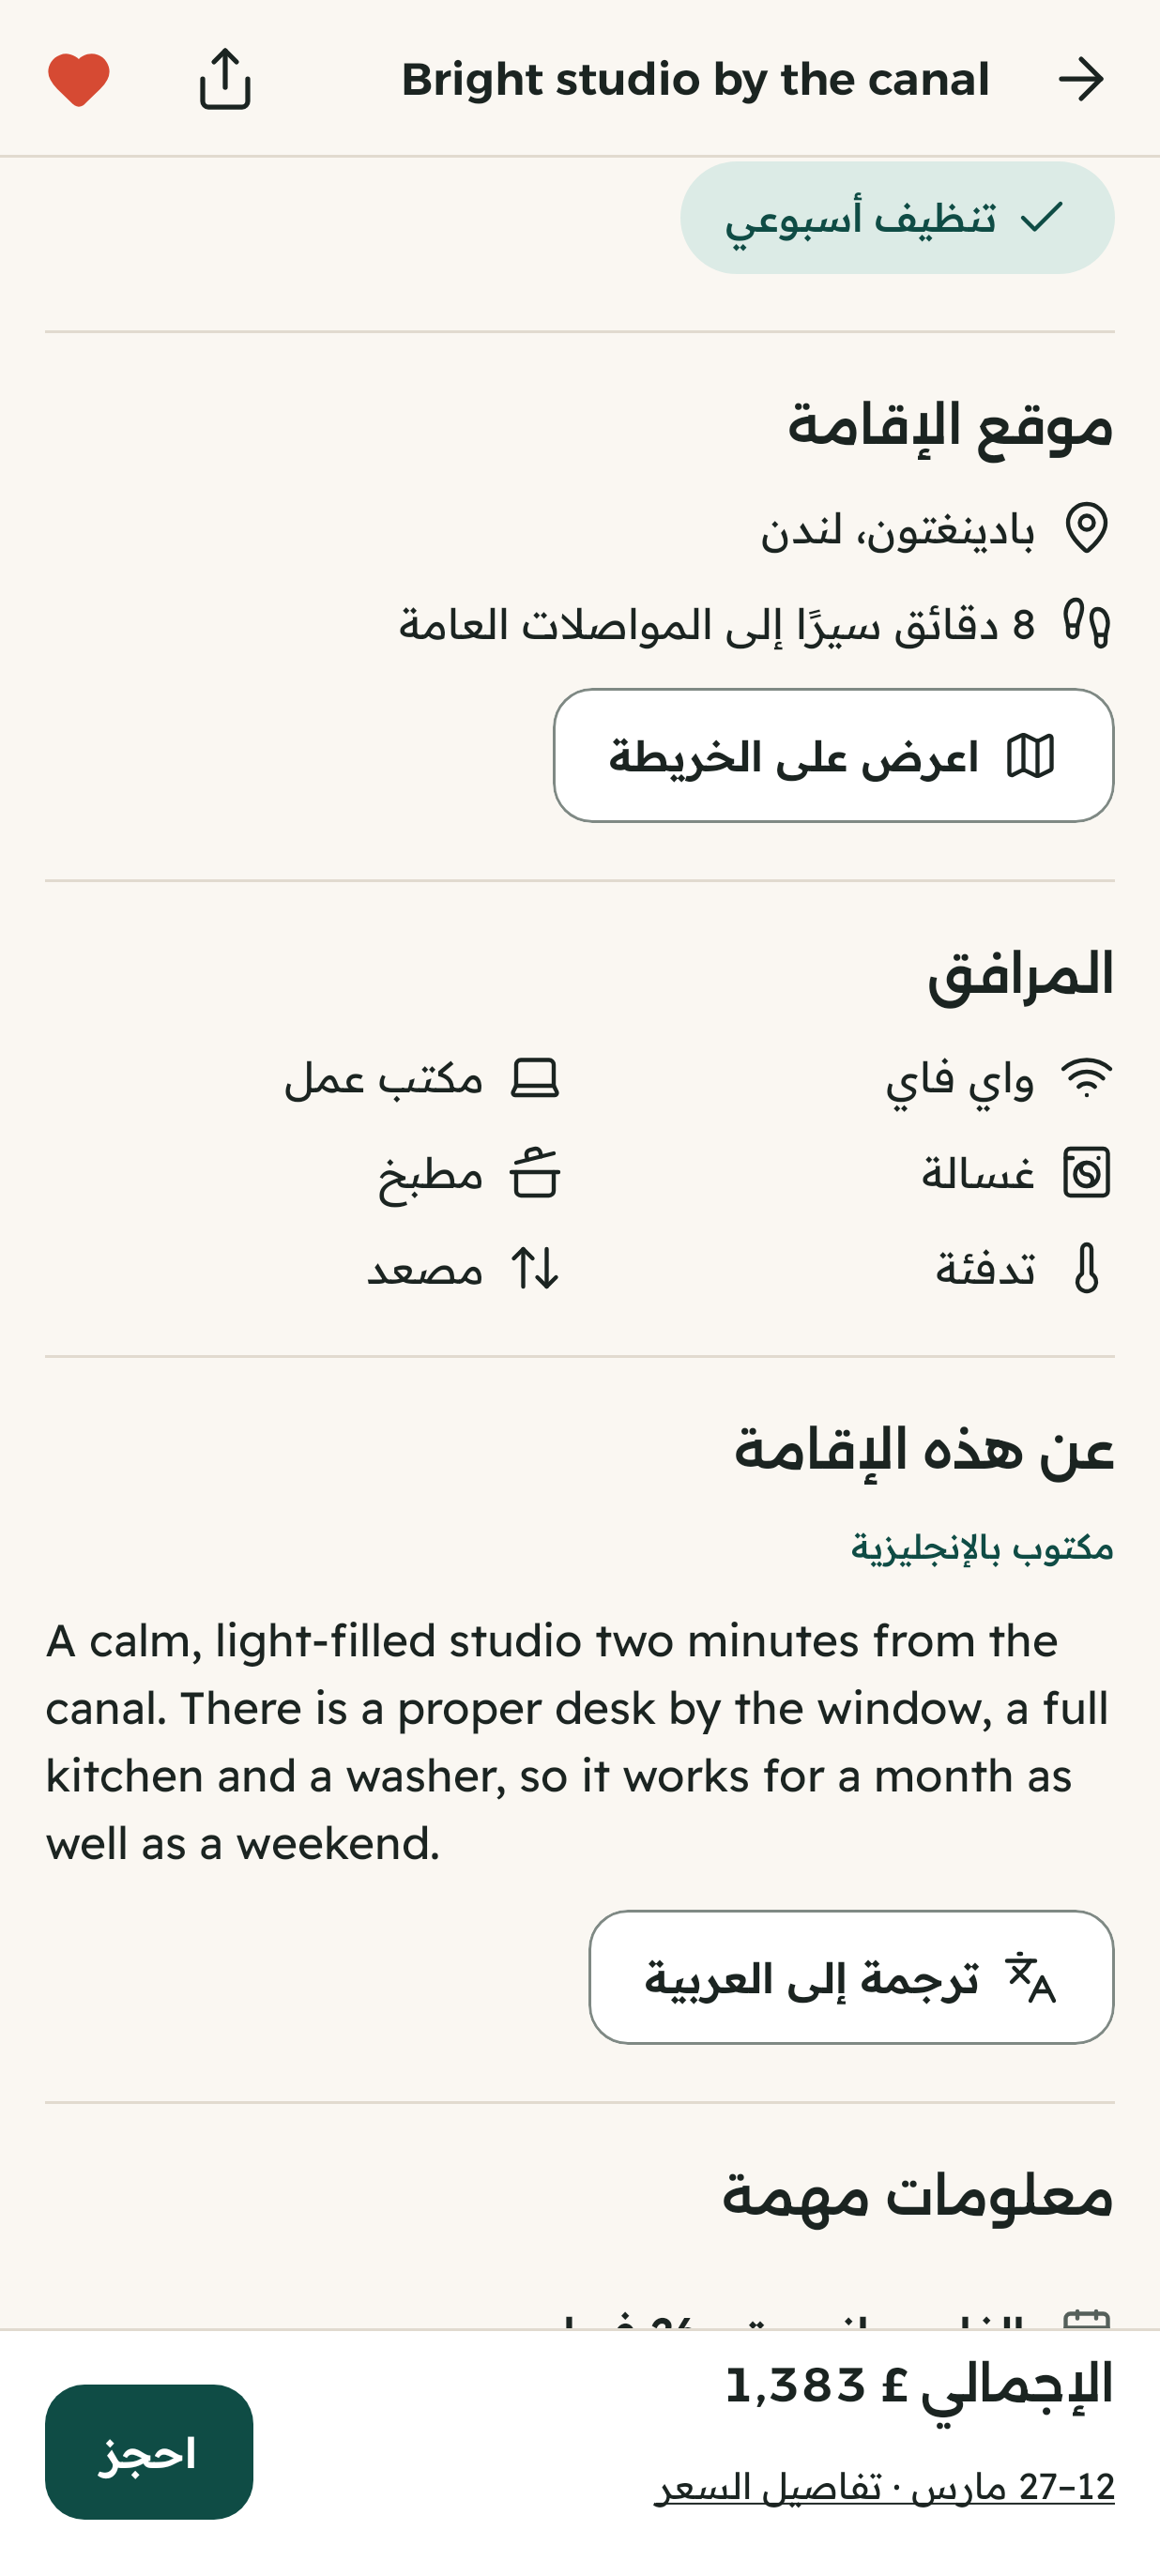 Bright studio by the canal
تنظيف أسبوعي
موقع الإقامة
بادينغتون، لندن
8 دقائق سيرًا إلى المواصلات العامة
اعرض على الخريطة
المرافق
واي فاي
مكتب عمل
غسالة
مطبخ
تدفئة
مصعد
عن هذه الإقامة
مكتوب بالإنجليزية
A calm, light-filled studio two minutes from the
canal. There is a proper desk by the window, a full
kitchen and a washer, so it works for a month as
well as a weekend.
ترجمة إلى العربية
معلومات مهمة
الإجمالي £ 1,383
12–27 مارس · تفاصيل السعر
احجز